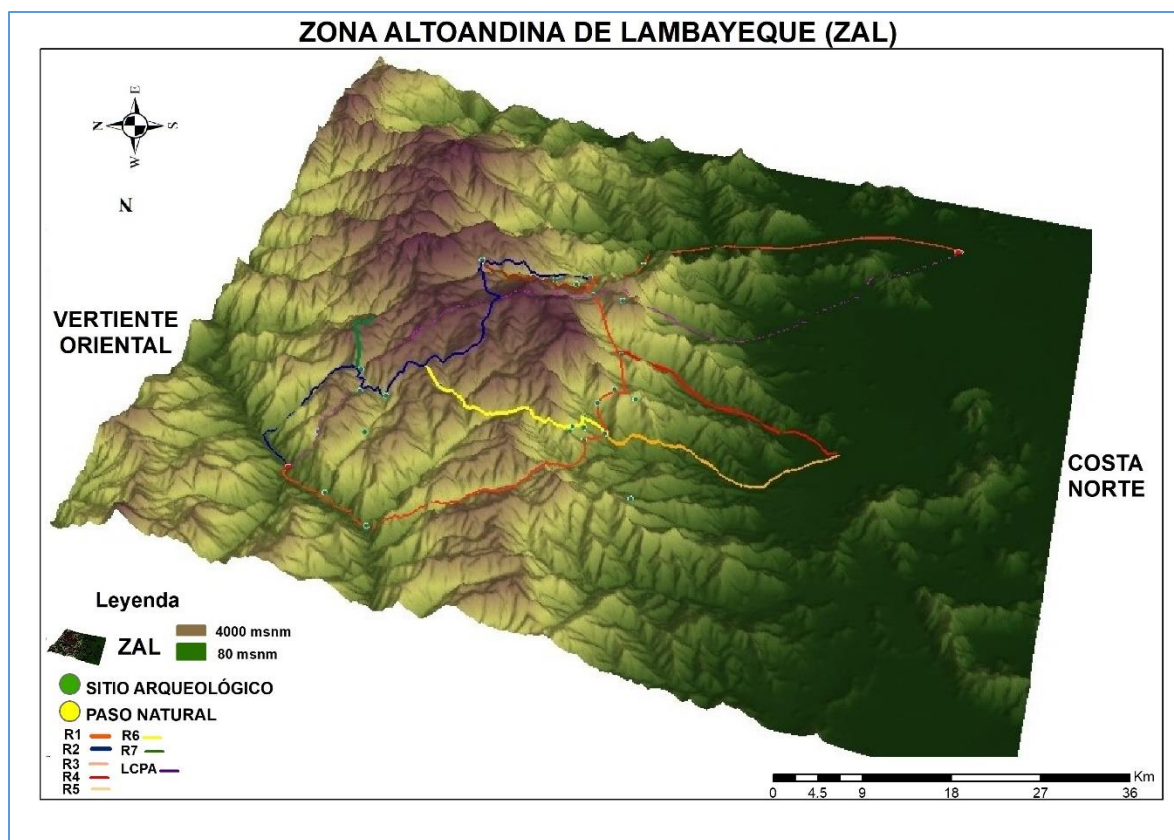 ZONA ALTOANDINA DE LAMBAYEQUE (ZAL)
E
N S
W
N
VERTIENTE
ORIENTAL
COSTA
NORTE
Leyenda
ZAL
4000 msnm
80 msnm
SITIO ARQUEOLÓGICO
PASO NATURAL
R1 R6
R2 R7
R3 LCPA
R4
R5
Km
0 4.5 9 18 27 36